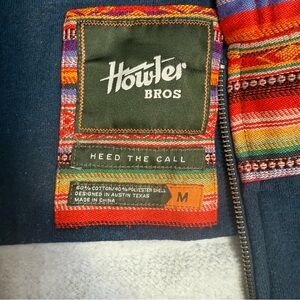 Howler
BROS
HEED THE CALL
60% COTTON/40% POLYESTER SHELL
DESIGNED IN AUSTIN TEXAS
MADE IN CHINA
M